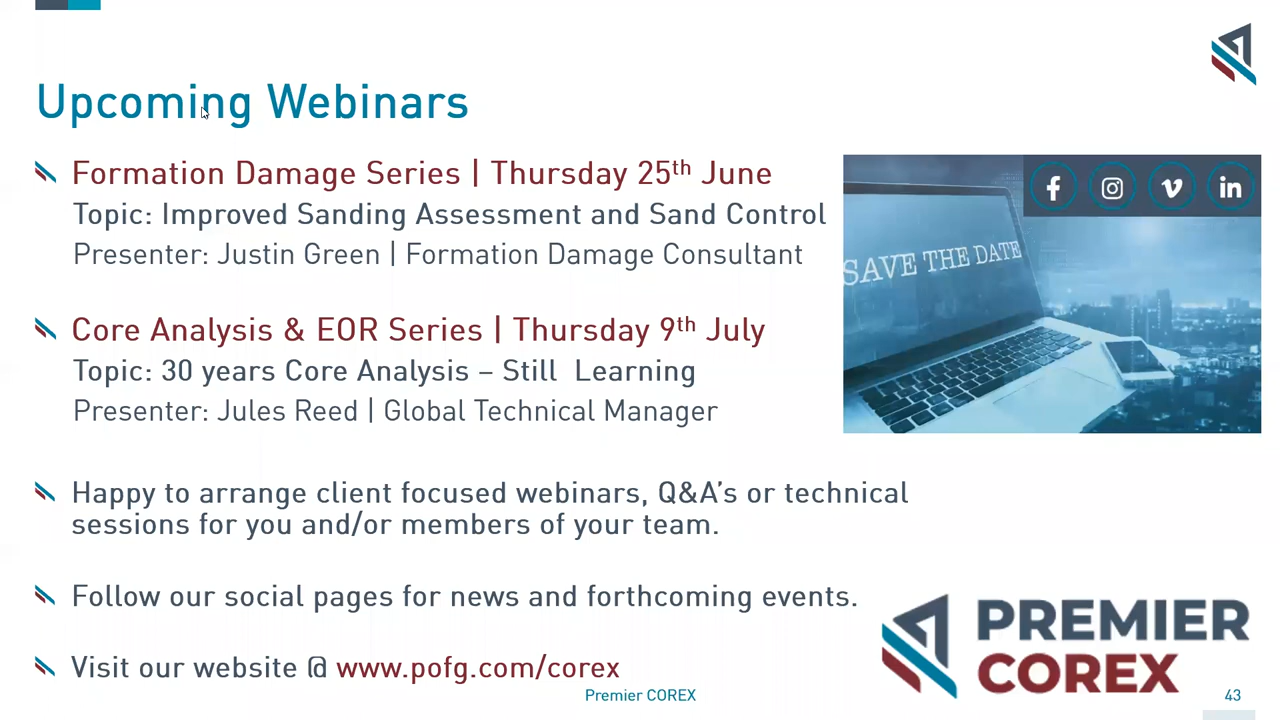 Upcoming Webinars
Formation Damage Series | Thursday 25th June
Topic: Improved Sanding Assessment and Sand Control
Presenter: Justin Green | Formation Damage Consultant
SAVE THE DATE
Core Analysis & EOR Series | Thursday 9th July
Topic: 30 years Core Analysis – Still  Learning
Presenter: Jules Reed | Global Technical Manager
Happy to arrange client focused webinars, Q&A’s or technical
sessions for you and/or members of your team.
Follow our social pages for news and forthcoming events.
Visit our website @ www.pofg.com/corex
PREMIER
COREX
Premier COREX
43